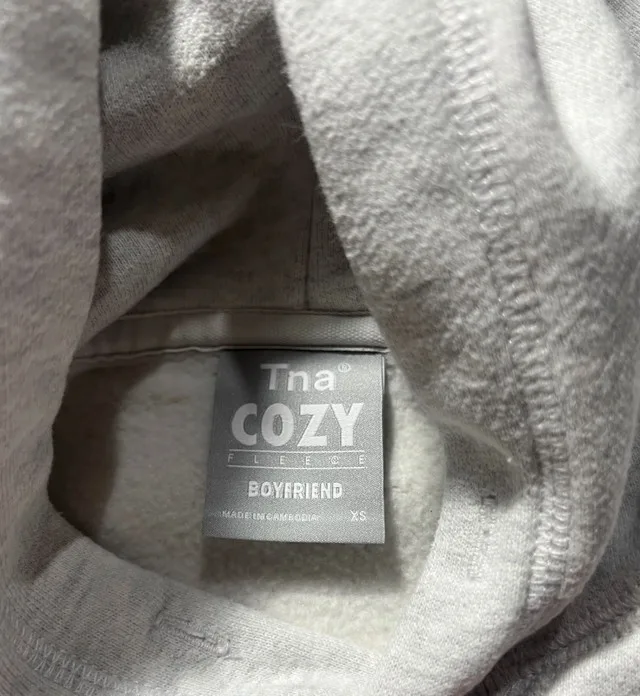 Tna®
COZY
FLEECE
BOYFRIEND
MADE IN CAMBODIA XS